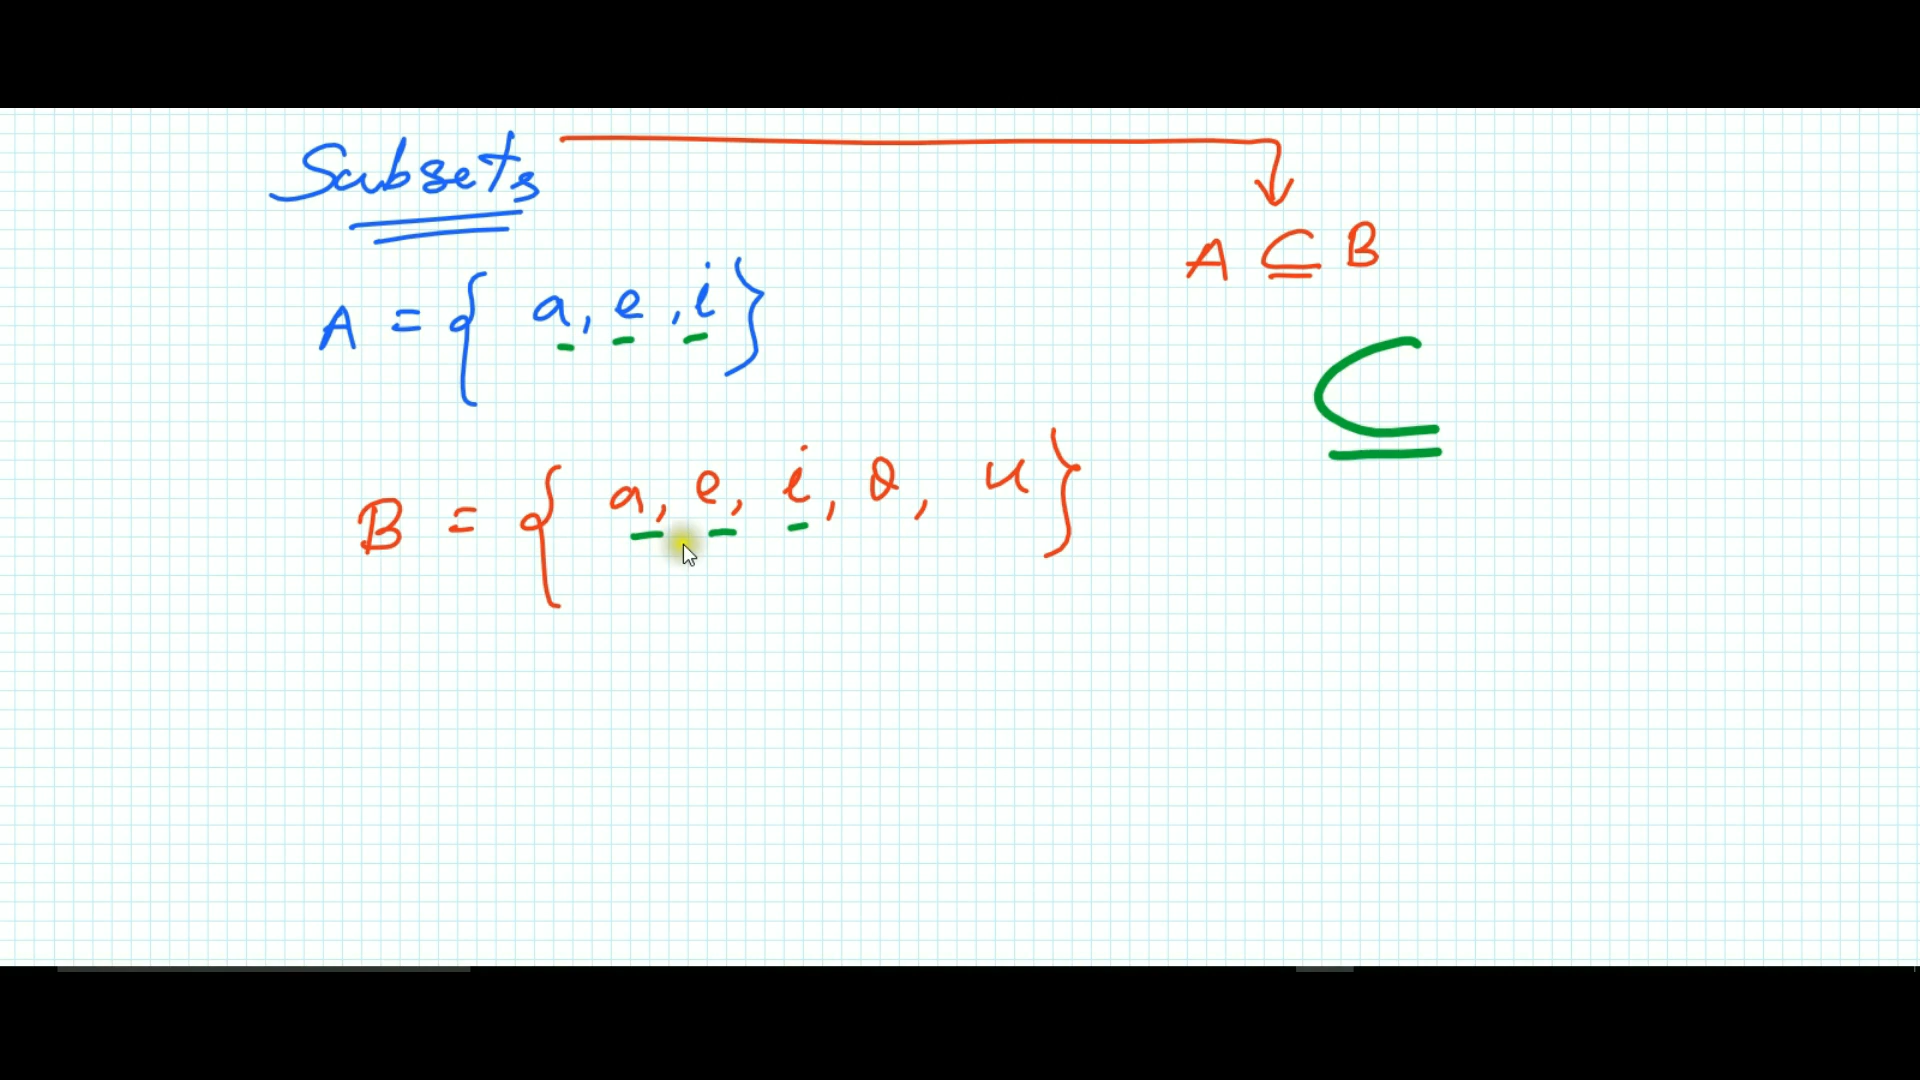 Subsets
A ⊆ B
A = { a, e, i }
⊆
B = { a, e, i, o, u }